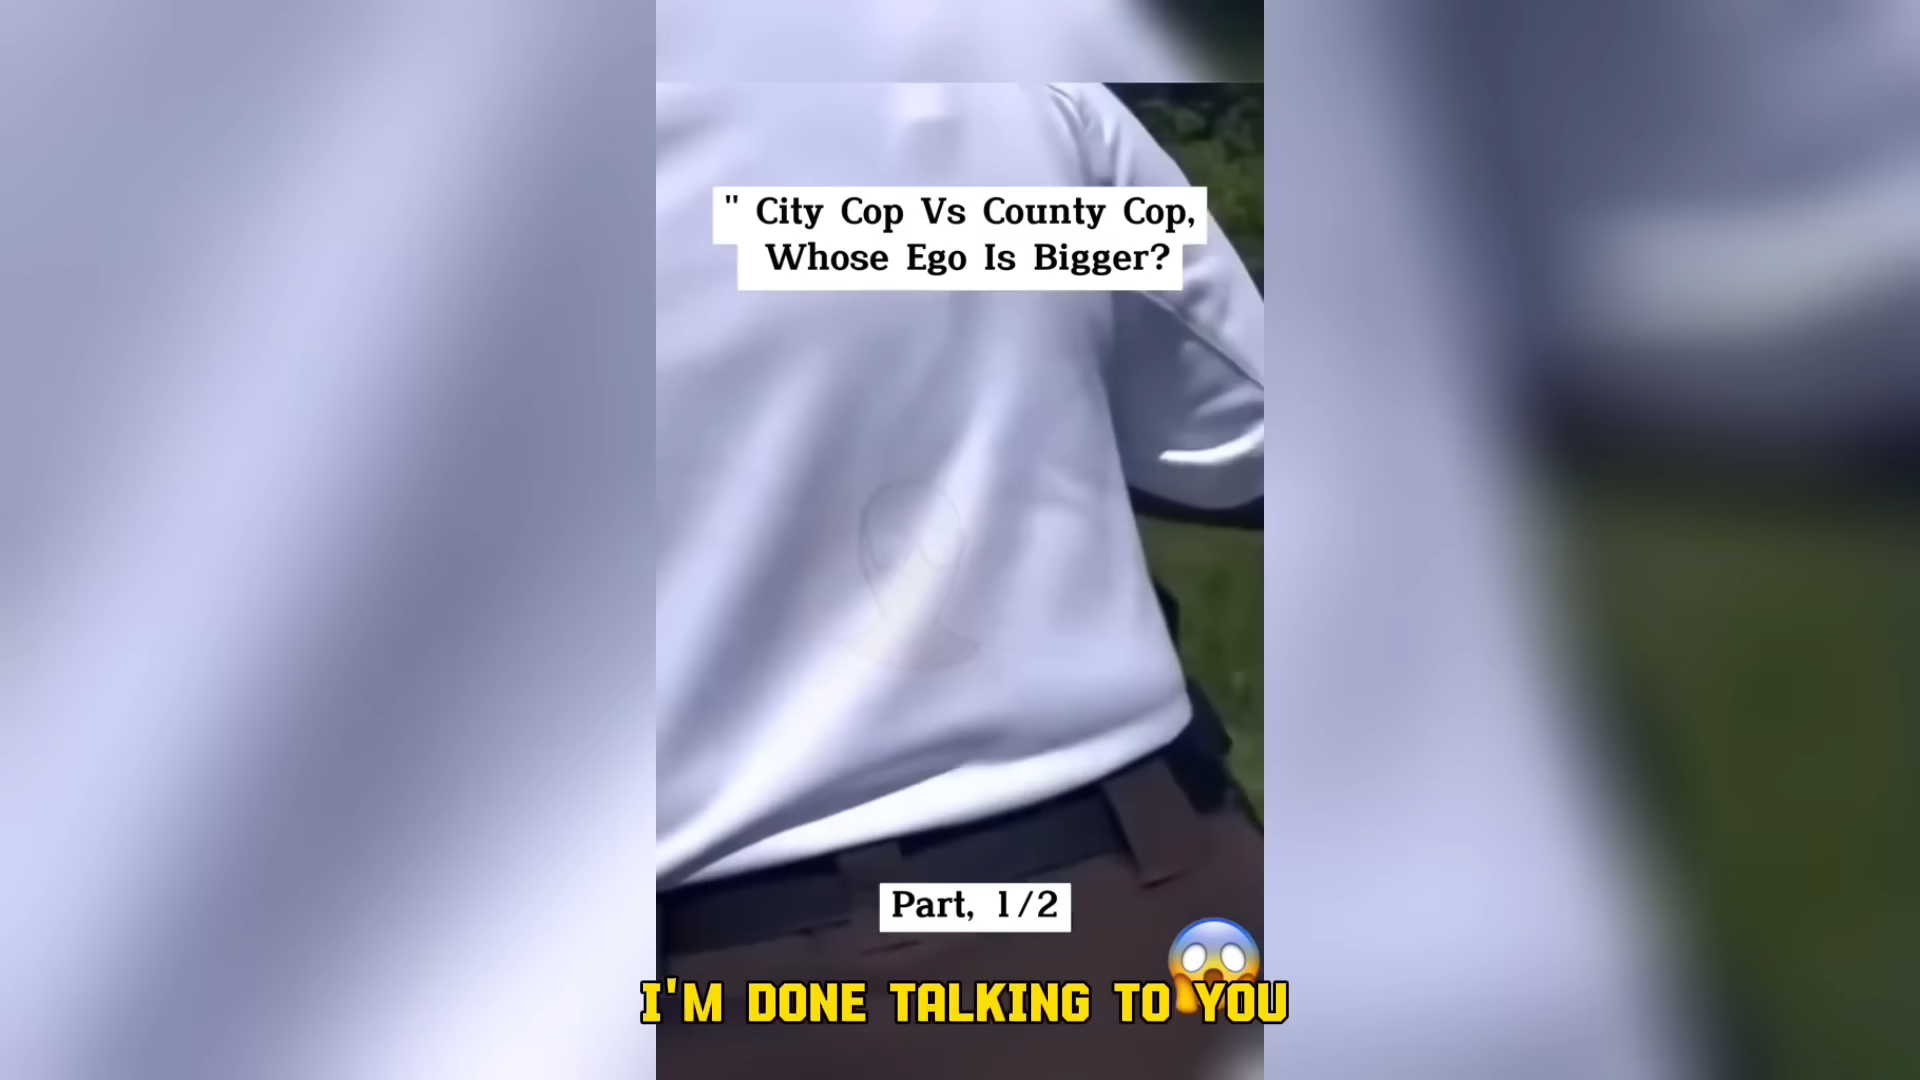 " City Cop Vs County Cop,
Whose Ego Is Bigger?
Part, 1/2
I'M DONE TALKING TO YOU